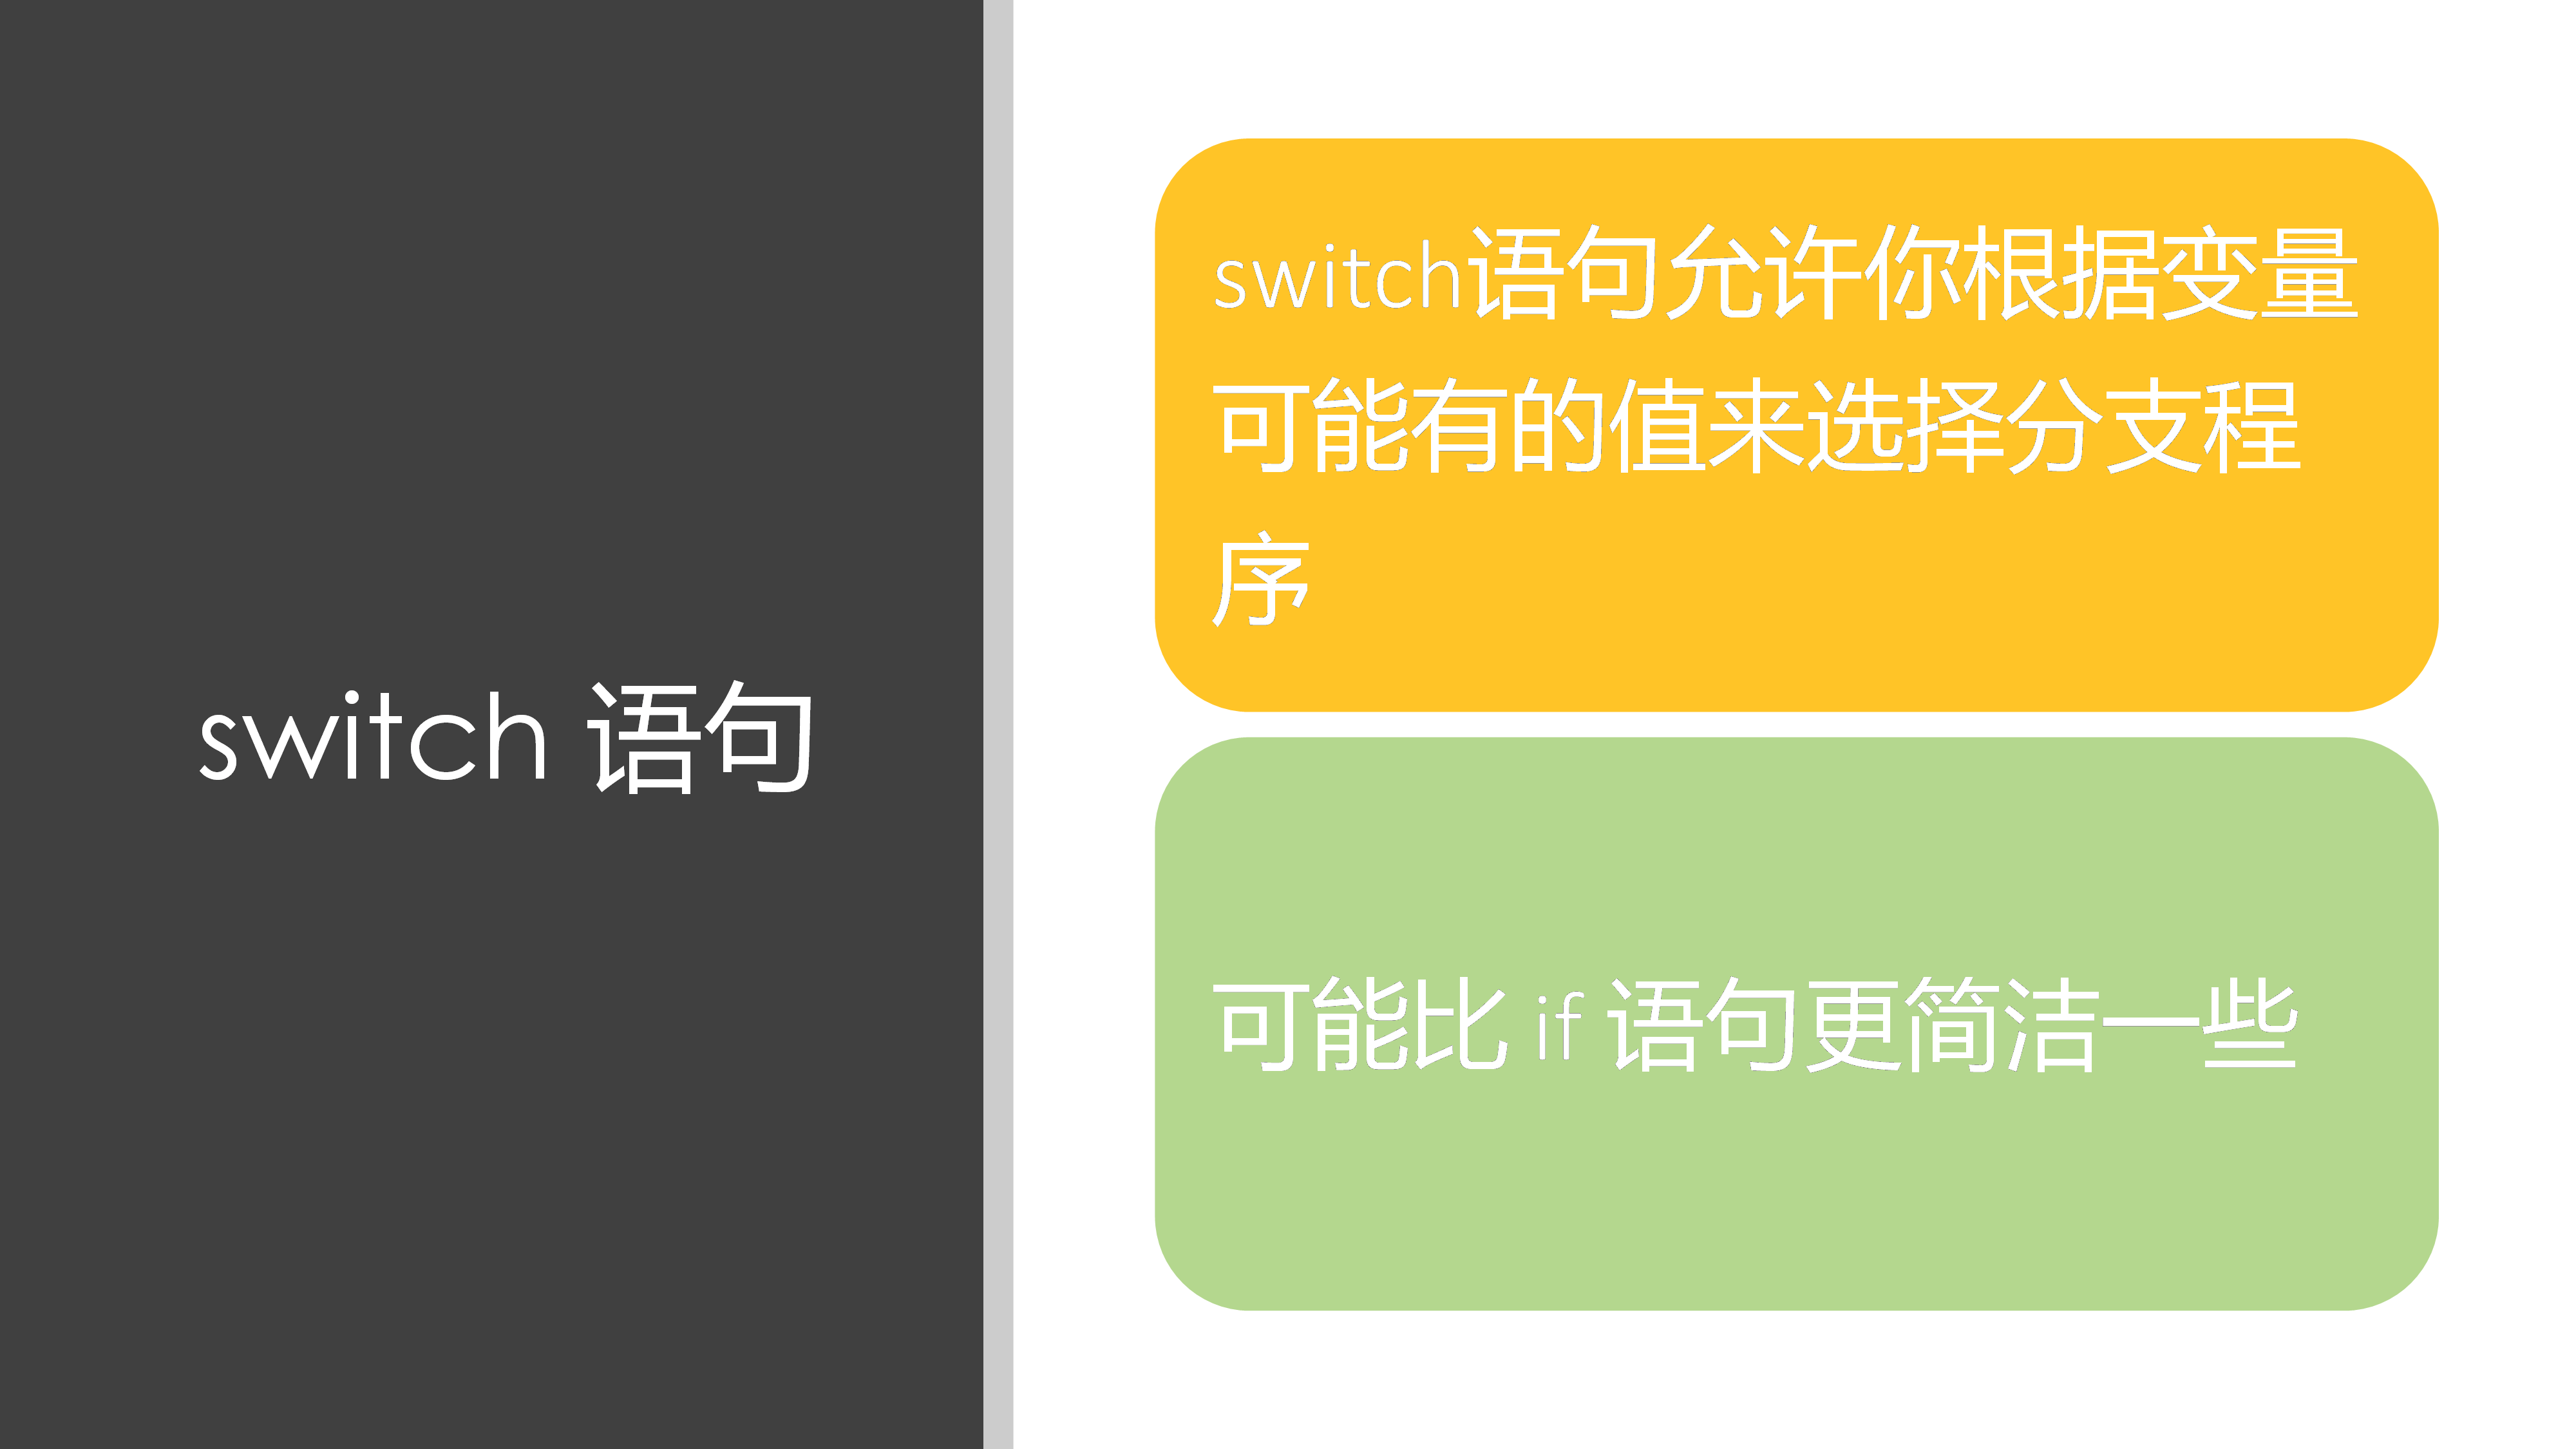 switch 语句
switch语句允许你根据变量
可能有的值来选择分支程
序
可能比 if 语句更简洁一些